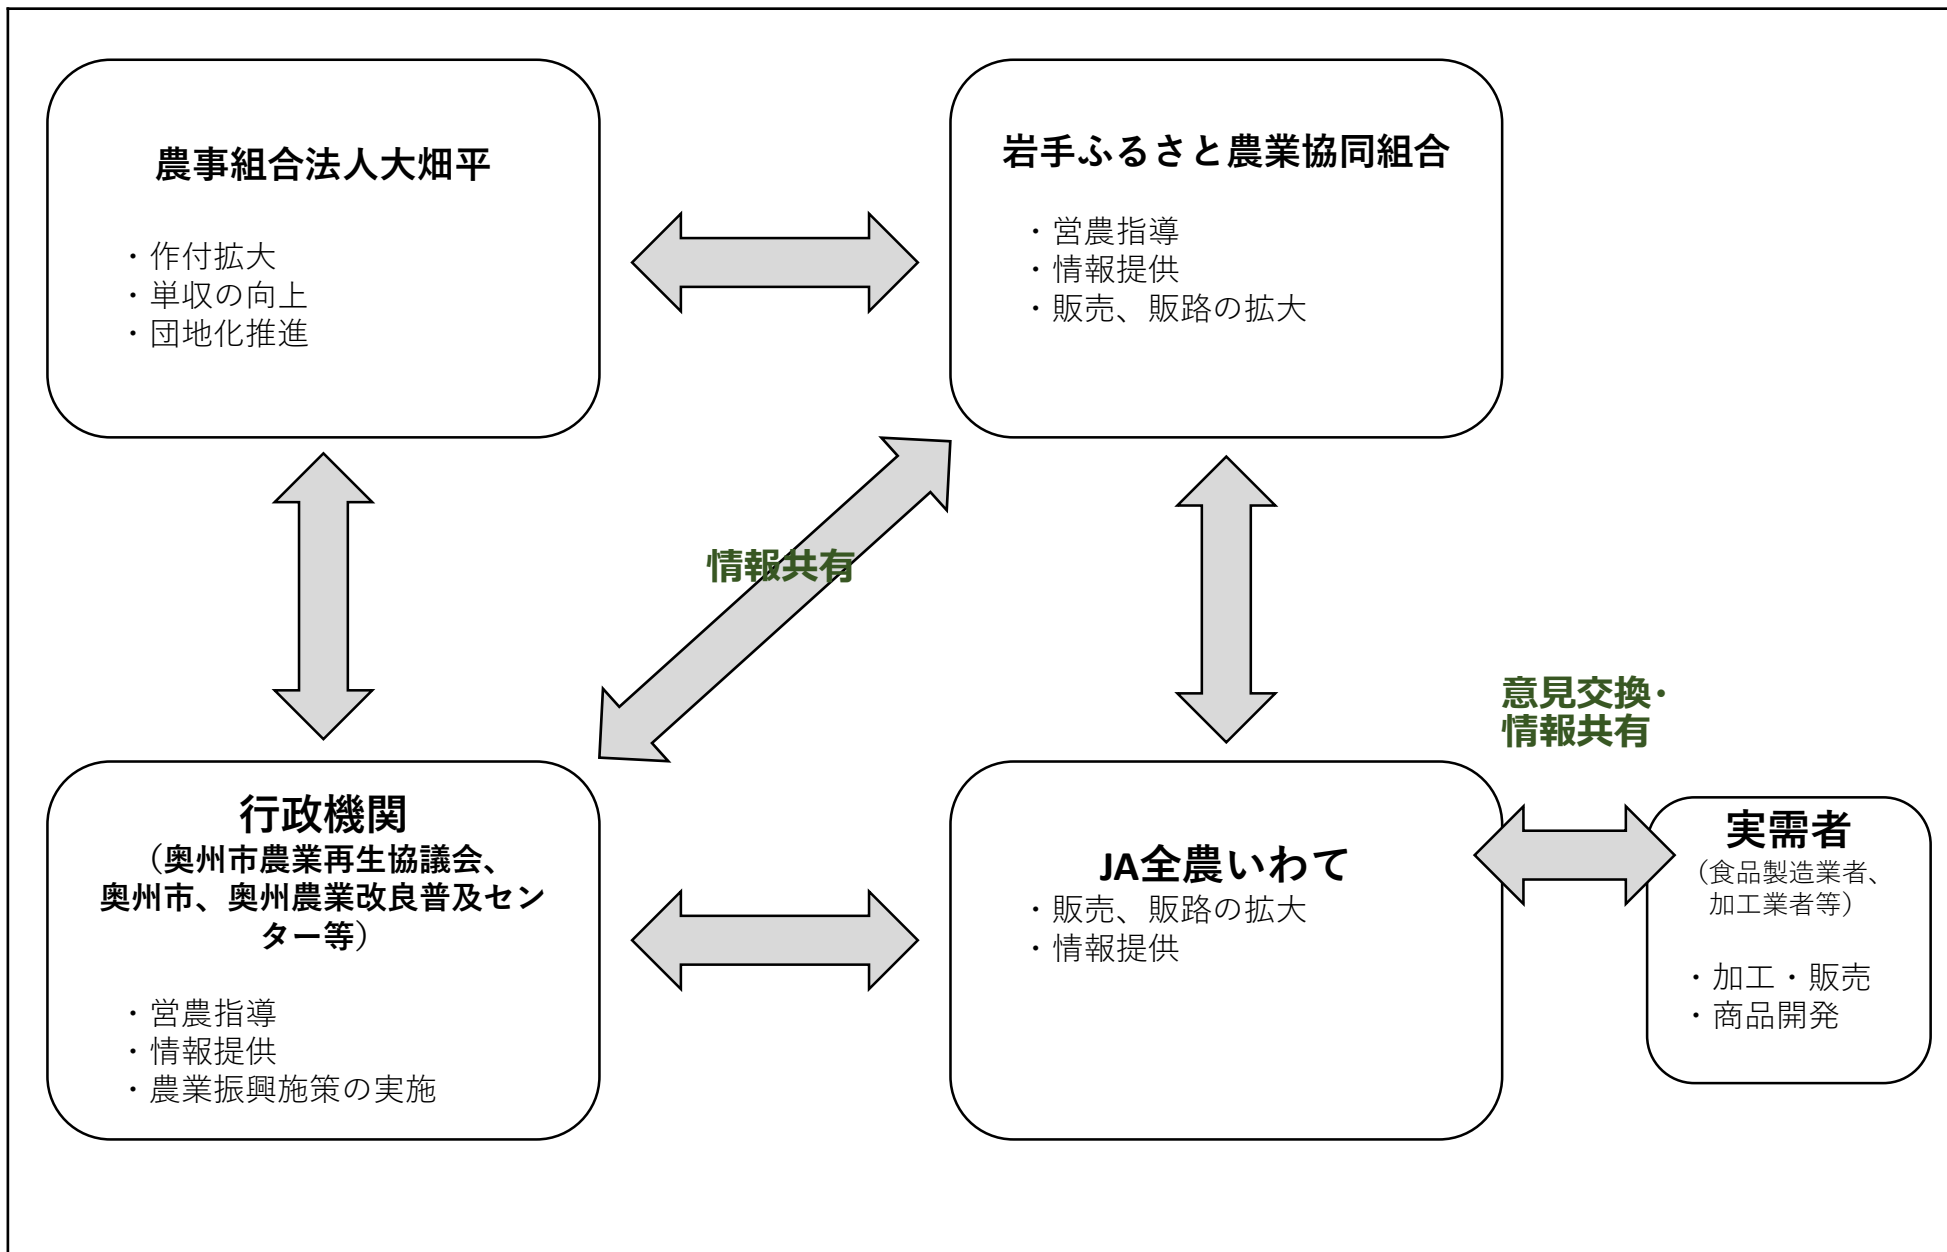 農事組合法人大畑平
・作付拡大
・単収の向上
・団地化推進
岩手ふるさと農業協同組合
・営農指導
・情報提供
・販売、販路の拡大
情報共有
意見交換・
情報共有
行政機関
（奥州市農業再生協議会、
奥州市、奥州農業改良普及セン
ター等）
・営農指導
・情報提供
・農業振興施策の実施
JA全農いわて
・販売、販路の拡大
・情報提供
実需者
（食品製造業者、
加工業者等）
・加工・販売
・商品開発